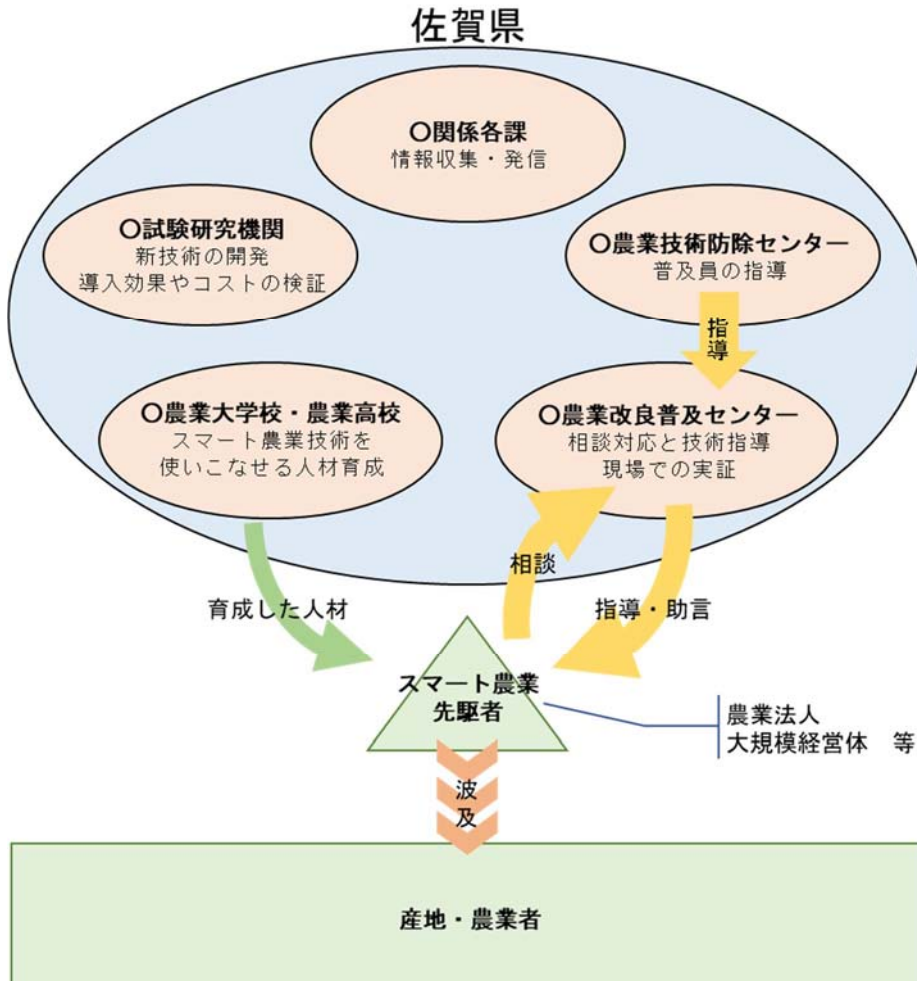 佐賀県
〇関係各課
情報収集・発信
〇試験研究機関
新技術の開発
導入効果やコストの検証
〇農業技術防除センター
普及員の指導
指導
〇農業大学校・農業高校
スマート農業技術を
使いこなせる人材育成
〇農業改良普及センター
相談対応と技術指導
現場での実証
相談
育成した人材
指導・助言
スマート農業
先駆者
農業法人
大規模経営体　等
波及
産地・農業者